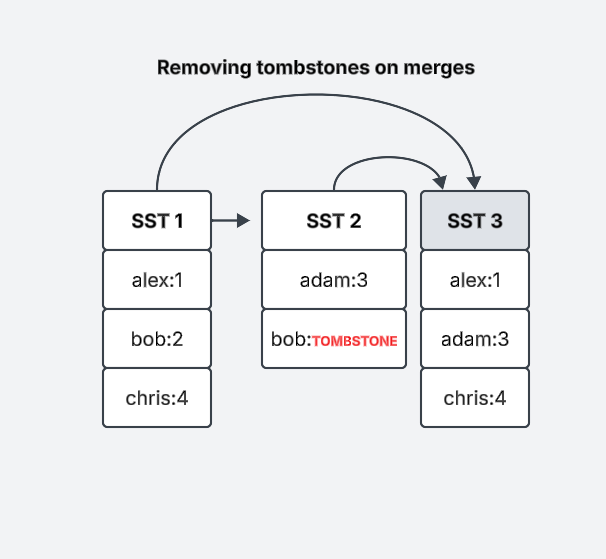 Removing tombstones on merges
SST 1
alex:1
bob:2
chris:4
SST 2
adam:3
bob:TOMBSTONE
SST 3
alex:1
adam:3
chris:4